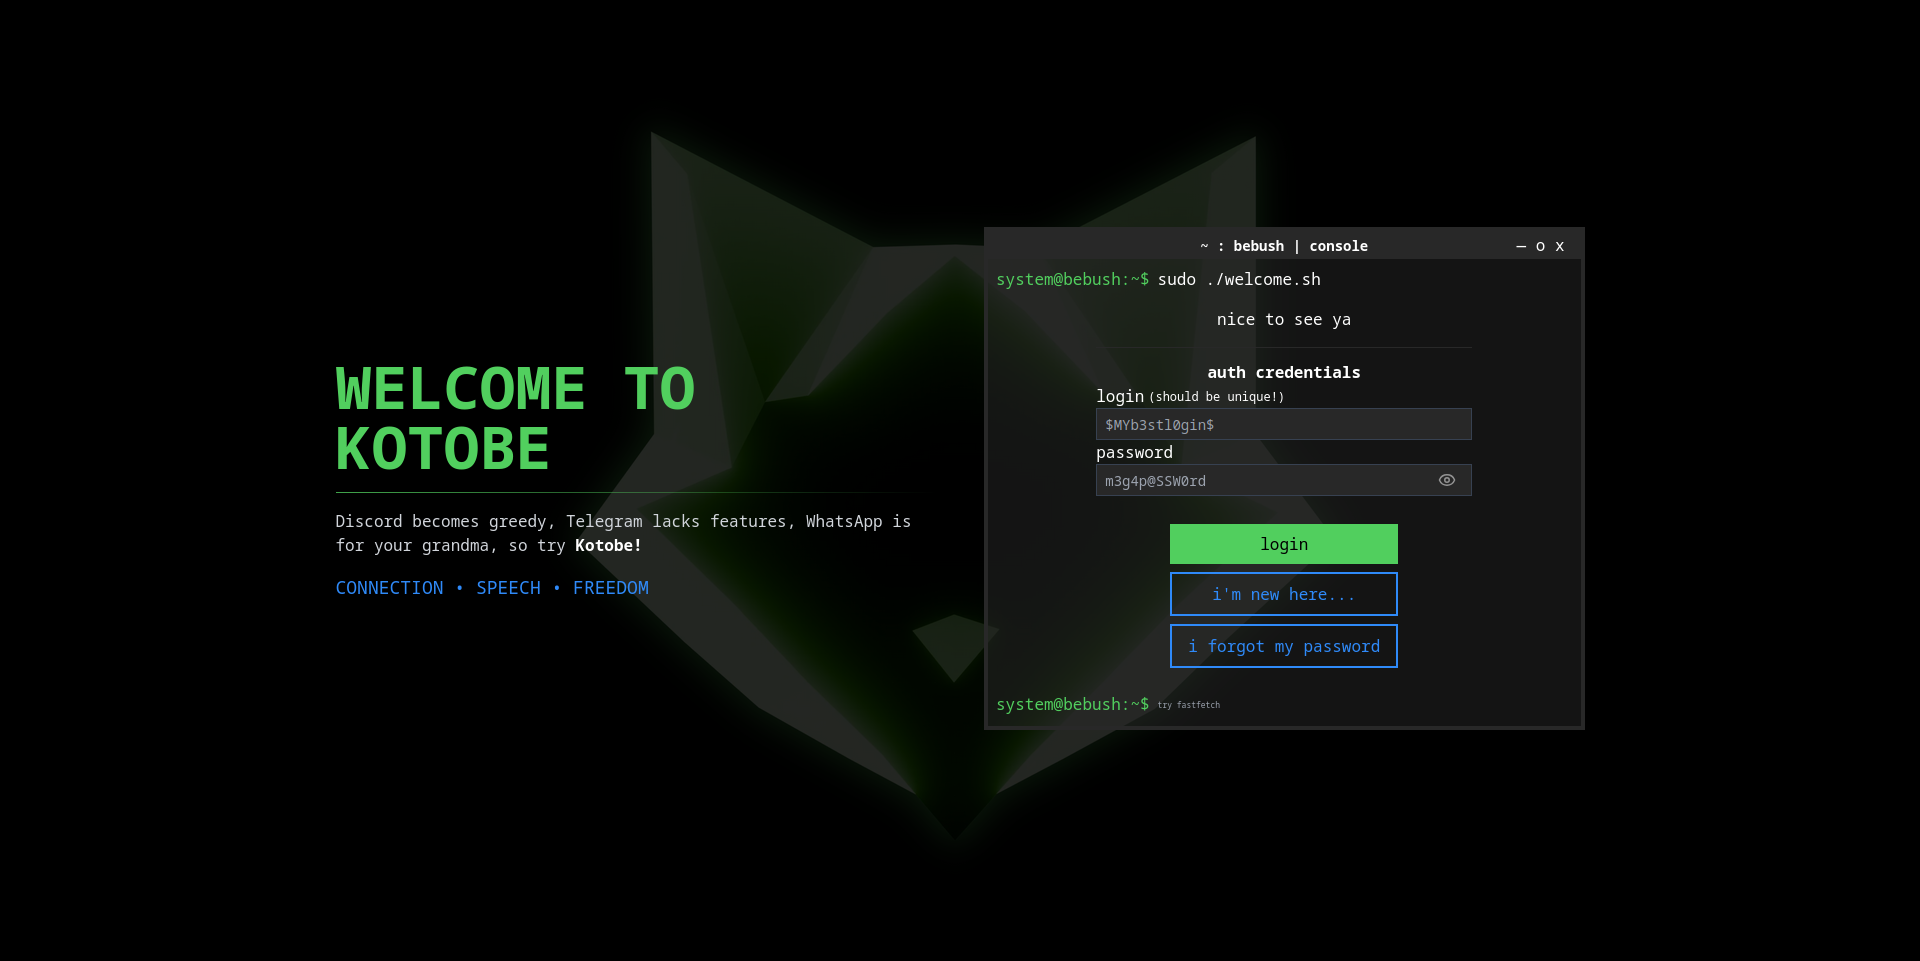 WELCOME TO
KOTOBE
Discord becomes greedy, Telegram lacks features, WhatsApp is
for your grandma, so try Kotobe!
CONNECTION • SPEECH • FREEDOM
~ : bebush | console
– o x
system@bebush:~$ sudo ./welcome.sh
nice to see ya
auth credentials
login (should be unique!)
$MYb3stl0gin$
password
m3g4p@SSW0rd
login
i'm new here...
i forgot my password
system@bebush:~$ try fastfetch